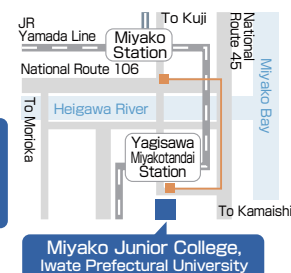 To Kuji
JR
Yamada Line
Miyako
Station
National
Route 45
National Route 106
Miyako Bay
To Morioka
Heigawa River
Yagisawa
Miyakotandai
Station
To Kamaishi
Miyako Junior College,
Iwate Prefectural University